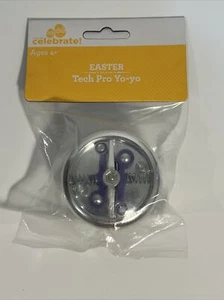 celebrate!
Ages 4+
EASTER
Tech Pro Yo-yo